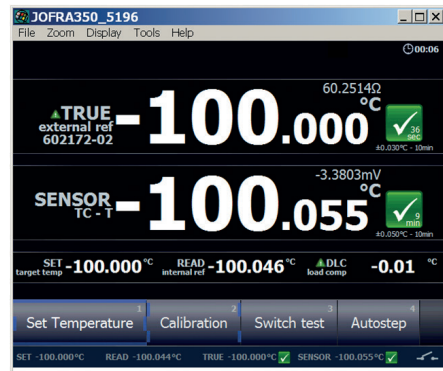 JOFRA350_5196
File Zoom Display Tools Help
00:06
60.2514Ω
TRUE -100.000 °C
external ref
602172-02
36 sec
±0.030°C - 10min
-3.3803mV
SENSOR -100.055 °C
TC - T
9 min
±0.050°C - 10min
SET -100.000 °C READ -100.046 °C DLC -0.01 °C
target temp internal ref load comp
1 2 3 4
Set Temperature Calibration Switch test Autostep
SET -100.000°C READ -100.044°C TRUE -100.000°C SENSOR -100.055°C